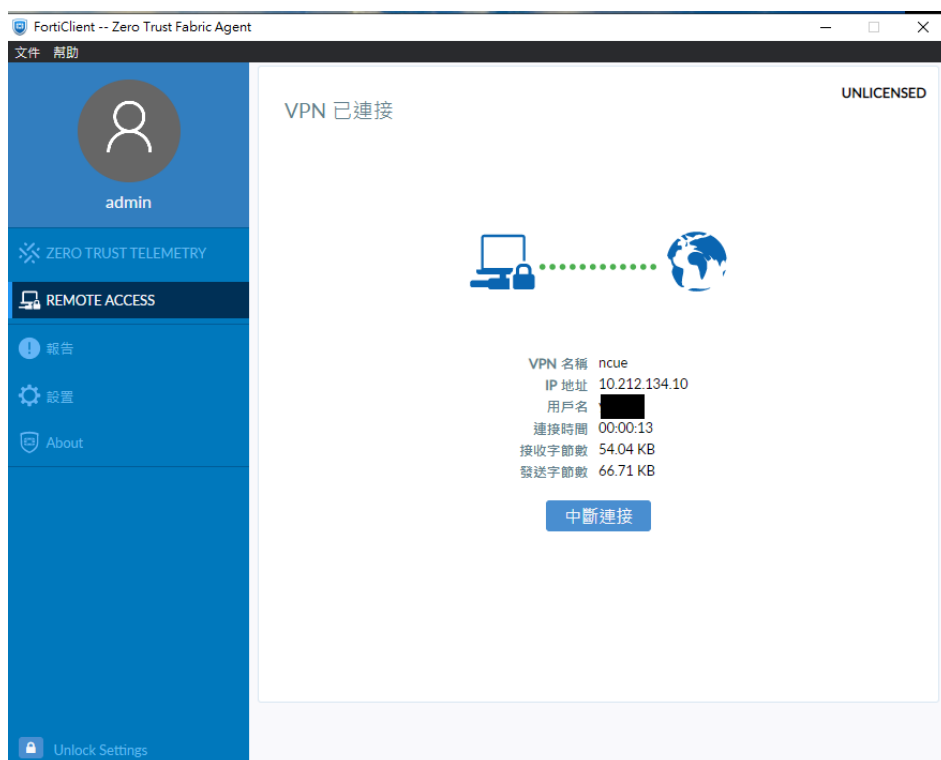 FortiClient -- Zero Trust Fabric Agent
文件 幫助
admin
ZERO TRUST TELEMETRY
REMOTE ACCESS
報告
設置
About
Unlock Settings
UNLICENSED
VPN 已連接
VPN 名稱 ncue
IP 地址 10.212.134.10
用戶名
連接時間 00:00:13
接收字節數 54.04 KB
發送字節數 66.71 KB
中斷連接